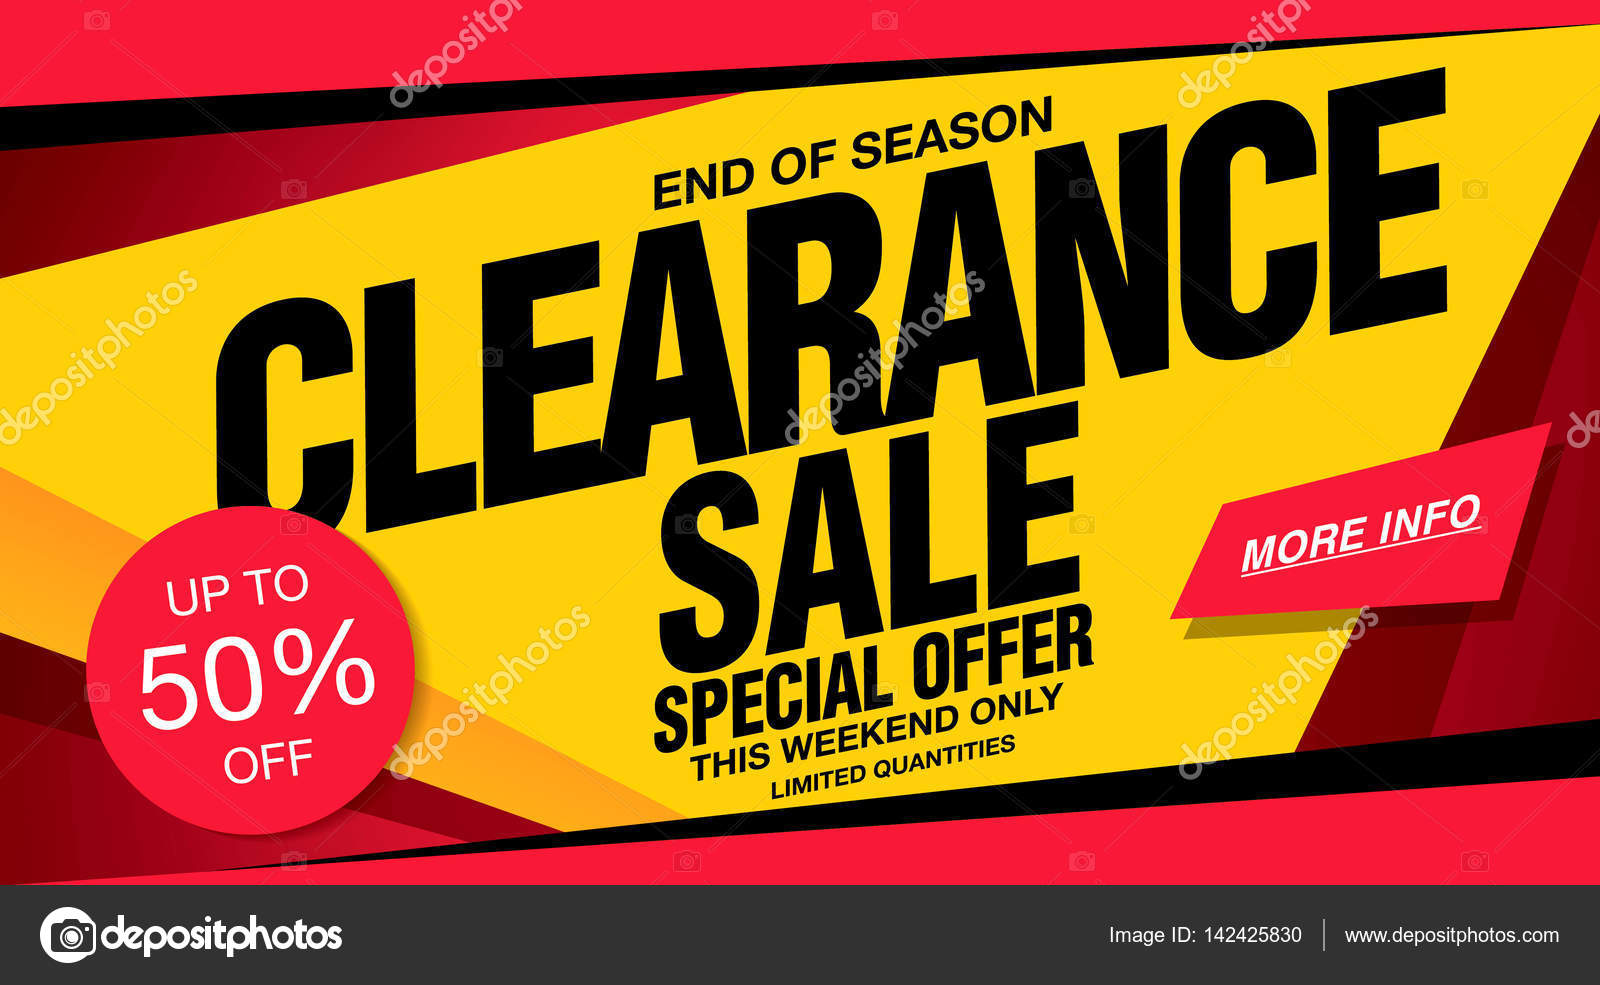 END OF SEASON
CLEARANCE
SALE
SPECIAL OFFER
THIS WEEKEND ONLY
LIMITED QUANTITIES
UP TO
50%
OFF
MORE INFO
depositphotos
Image ID: 142425830
www.depositphotos.com